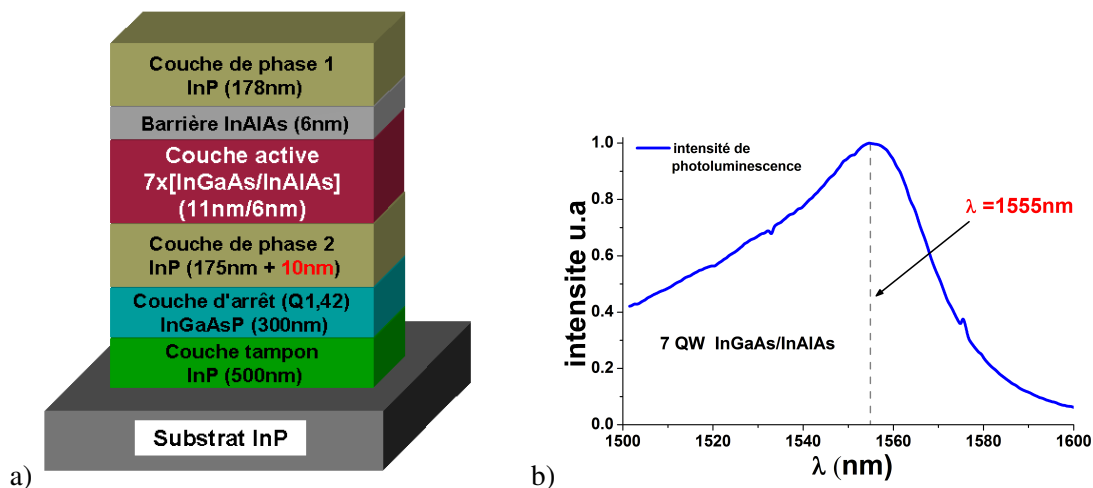 Couche de phase 1
InP (178nm)
Barrière InAlAs (6nm)
Couche active
7x[InGaAs/InAlAs]
(11nm/6nm)
Couche de phase 2
InP (175nm + 10nm)
Couche d'arrêt (Q1,42)
InGaAsP (300nm)
Couche tampon
InP (500nm)
Substrat InP
a)
intensité de
photoluminescence
λ =1555nm
7 QW InGaAs/InAlAs
intensite u.a
1.0
0.8
0.6
0.4
0.2
0.0
1500 1520 1540 1560 1580 1600
λ (nm)
b)